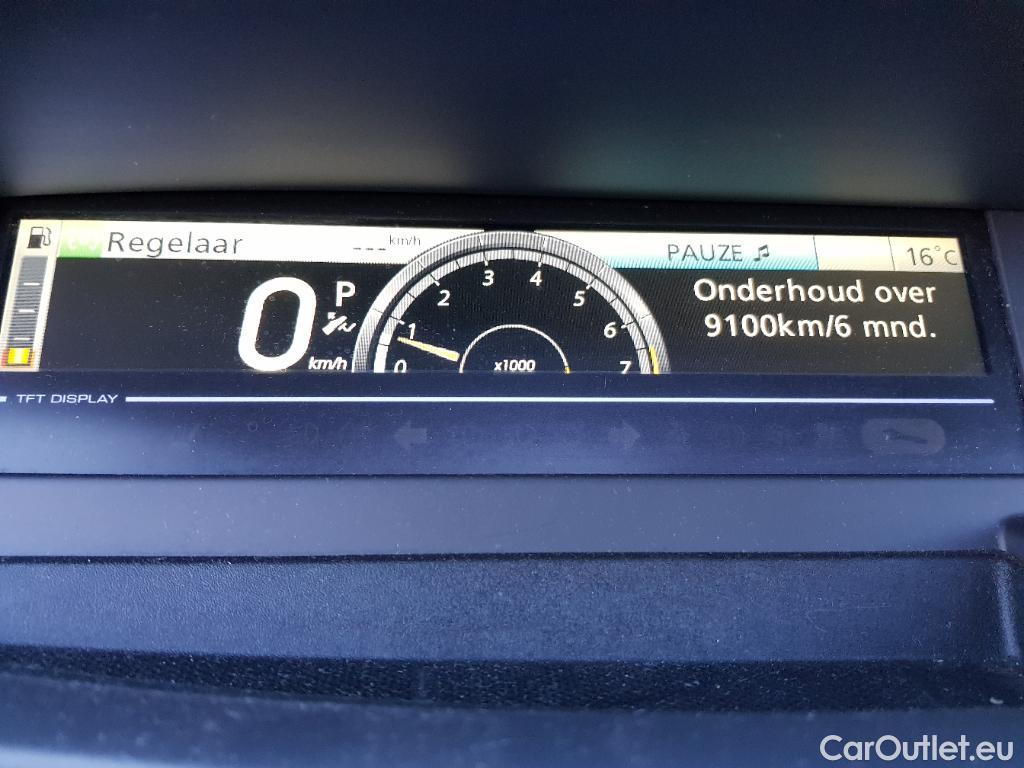 Regelaar ---km/h PAUZE 16°C
0 P
km/h
0 1 2 3 4 5 6 7
x1000
Onderhoud over
9100km/6 mnd.
TFT DISPLAY
CarOutlet.eu